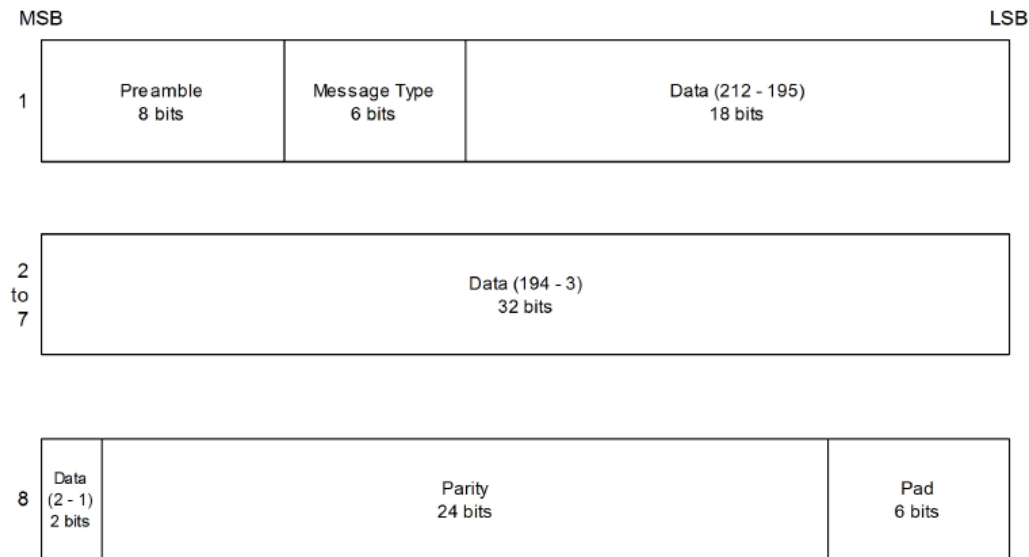 MSB LSB
1
Preamble
8 bits
Message Type
6 bits
Data (212 - 195)
18 bits
2
to
7
Data (194 - 3)
32 bits
8
Data
(2 - 1)
2 bits
Parity
24 bits
Pad
6 bits